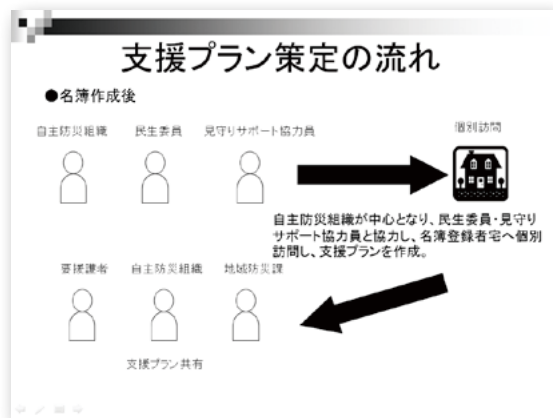 支援プラン策定の流れ
●名簿作成後
自主防災組織 民生委員 見守りサポート協力員
個別訪問
自主防災組織が中心となり、民生委員・見守り
サポート協力員と協力し、名簿登録者宅へ個別
訪問し、支援プランを作成。
要援護者 自主防災組織 地域防災課
支援プラン共有